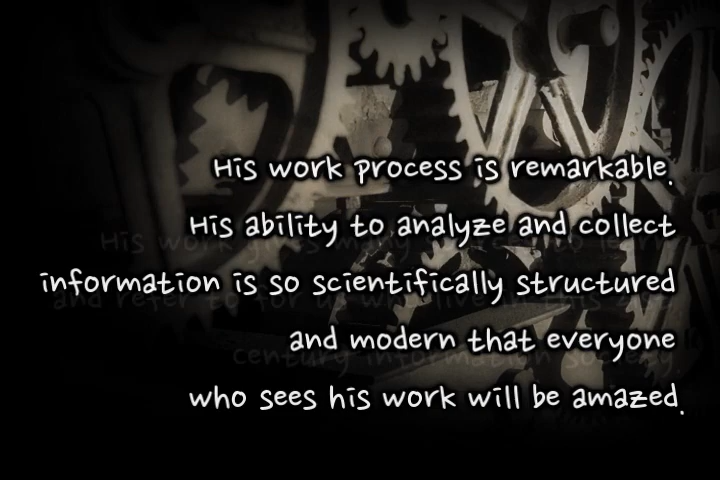 His work process is remarkable.
His ability to analyze and collect
information is so scientifically structured
and modern that everyone
who sees his work will be amazed.